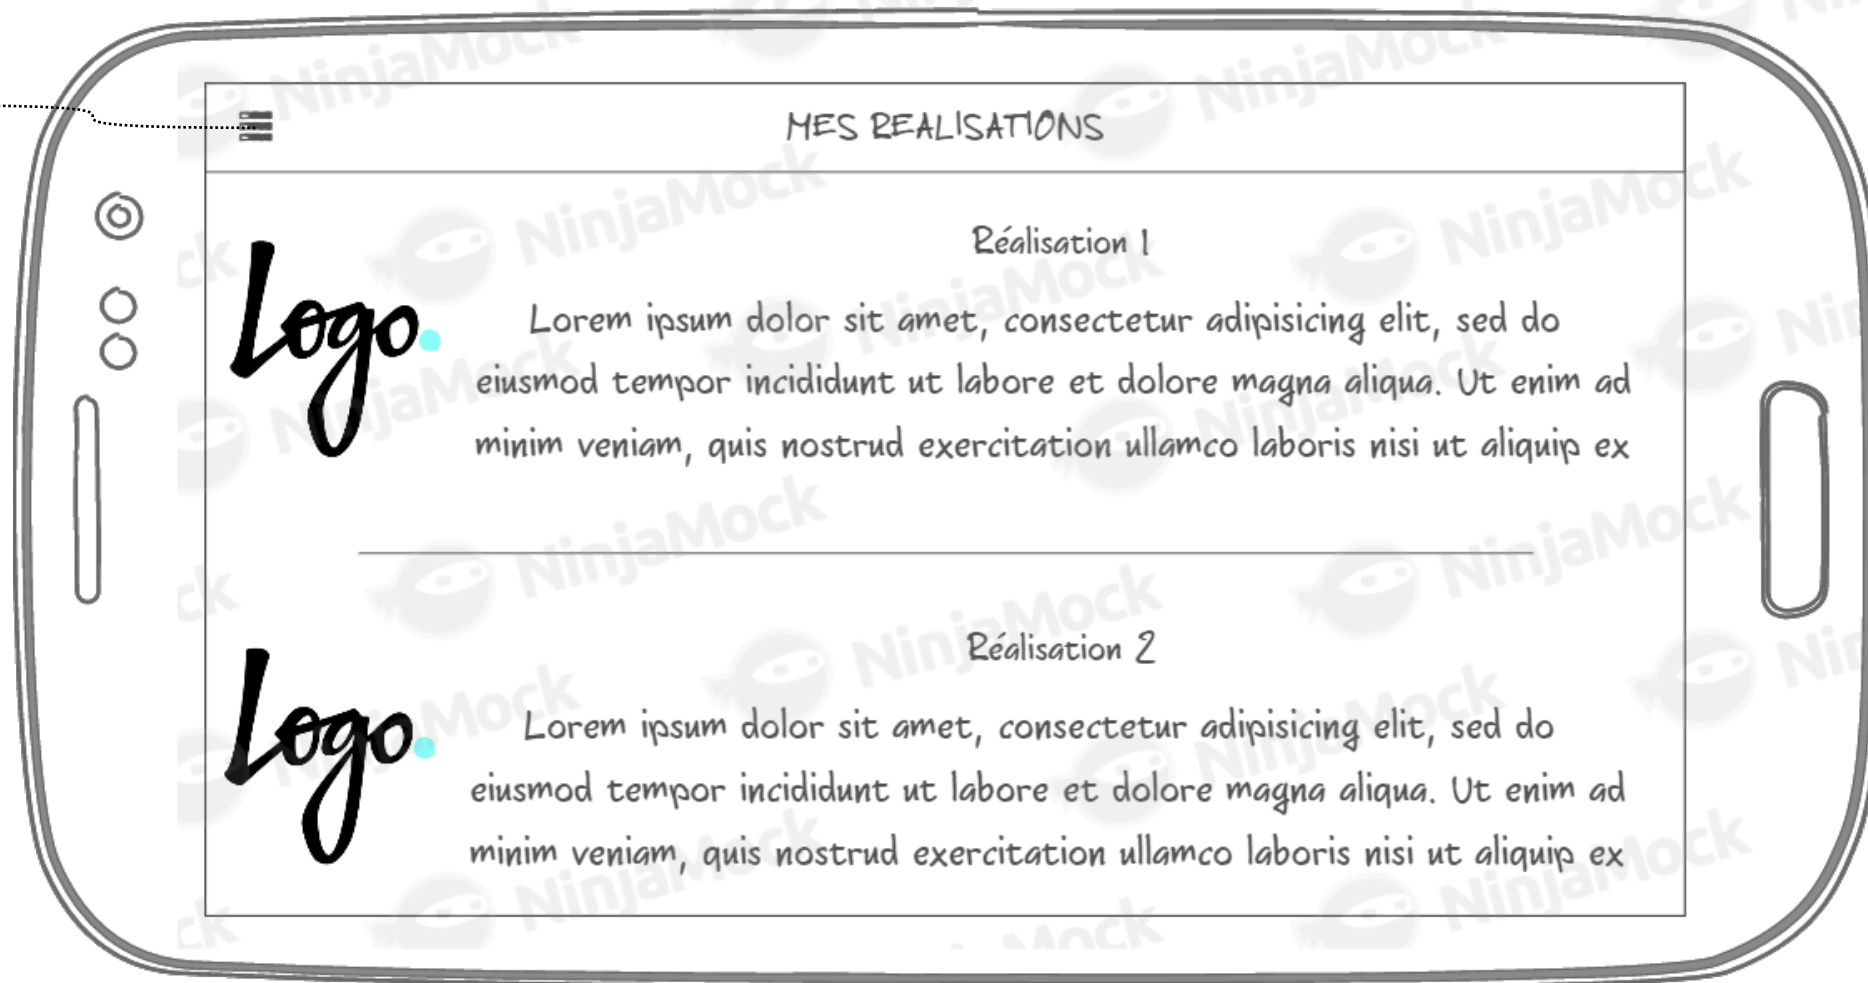 MES REALISATIONS
Réalisation 1
Logo.
Lorem ipsum dolor sit amet, consectetur adipisicing elit, sed do
eiusmod tempor incididunt ut labore et dolore magna aliqua. Ut enim ad
minim veniam, quis nostrud exercitation ullamco laboris nisi ut aliquip ex
Réalisation 2
Logo.
Lorem ipsum dolor sit amet, consectetur adipisicing elit, sed do
eiusmod tempor incididunt ut labore et dolore magna aliqua. Ut enim ad
minim veniam, quis nostrud exercitation ullamco laboris nisi ut aliquip ex
NinjaMock